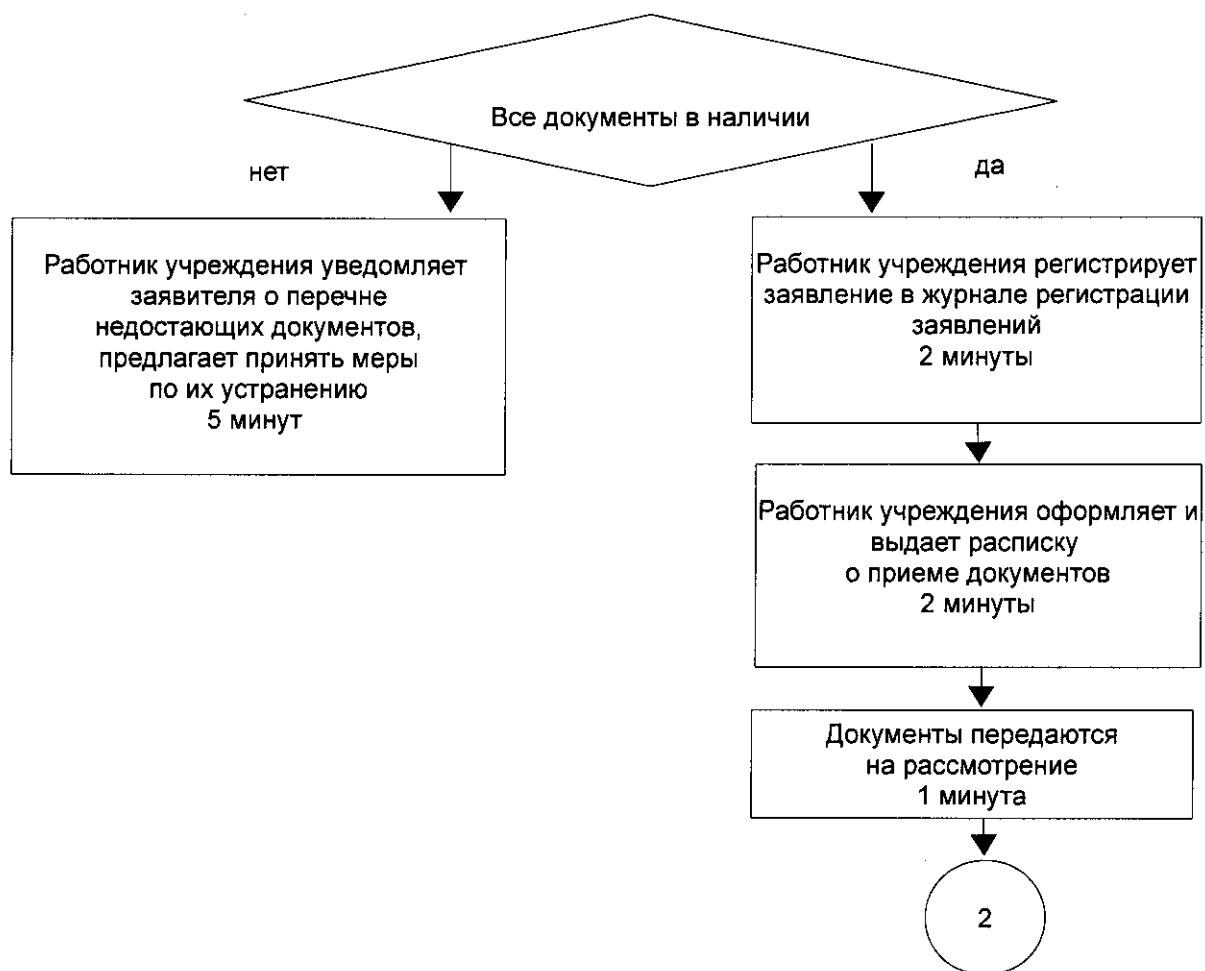 Все документы в наличии
нет
да
Работник учреждения уведомляет
заявителя о перечне
недостающих документов,
предлагает принять меры
по их устранению
5 минут
Работник учреждения регистрирует
заявление в журнале регистрации
заявлений
2 минуты
Работник учреждения оформляет и
выдает расписку
о приеме документов
2 минуты
Документы передаются
на рассмотрение
1 минута
2